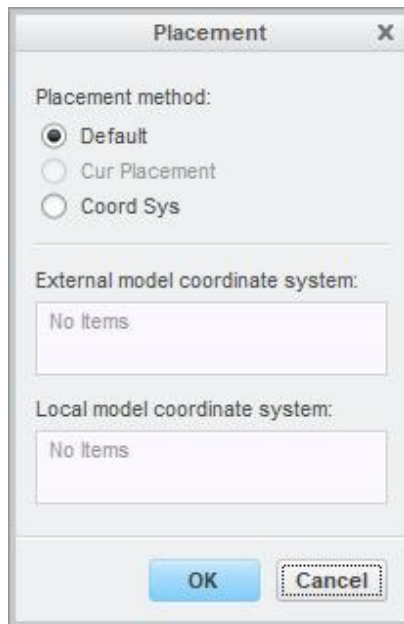 Placement
Placement method:
Default
Cur Placement
Coord Sys
External model coordinate system:
No Items
Local model coordinate system:
No Items
OK Cancel